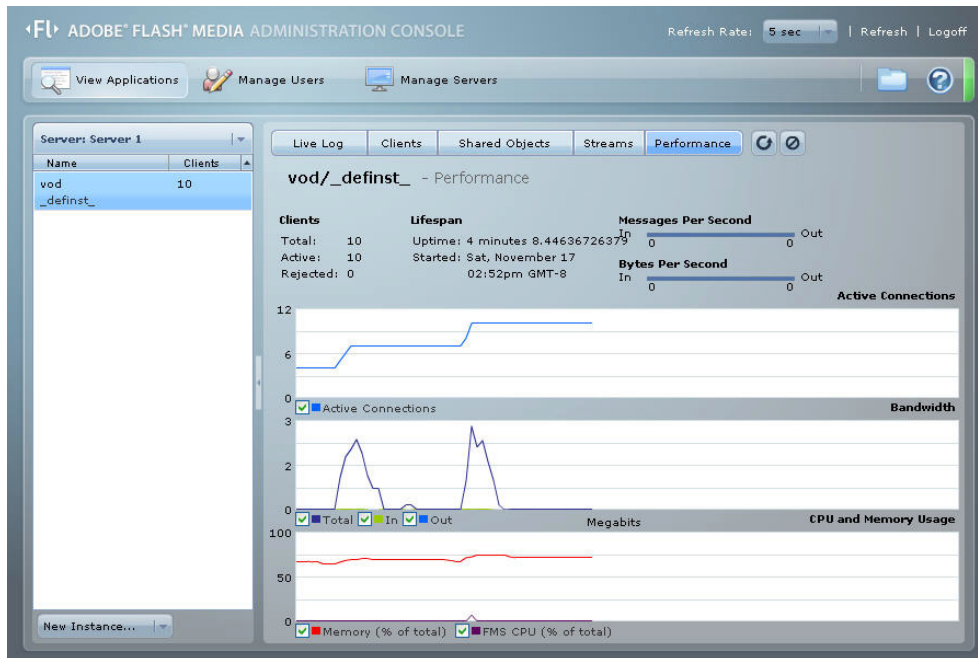 Fl ADOBE® FLASH® MEDIA ADMINISTRATION CONSOLE
Refresh Rate: 5 sec | Refresh | Logoff
View Applications Manage Users Manage Servers
Server: Server 1
Name Clients
vod 10
_definst_
New Instance...
Live Log Clients Shared Objects Streams Performance
vod/_definst_ - Performance
Clients
Total: 10
Active: 10
Rejected: 0
Lifespan
Uptime: 4 minutes 8.44636726379
Started: Sat, November 17
02:52pm GMT-8
Messages Per Second
In Out
0 0
Bytes Per Second
In Out
0 0
Active Connections
12
6
0
Active Connections
Bandwidth
3
2
0
Total In Out
Megabits
CPU and Memory Usage
100
50
0
Memory (% of total) FMS CPU (% of total)